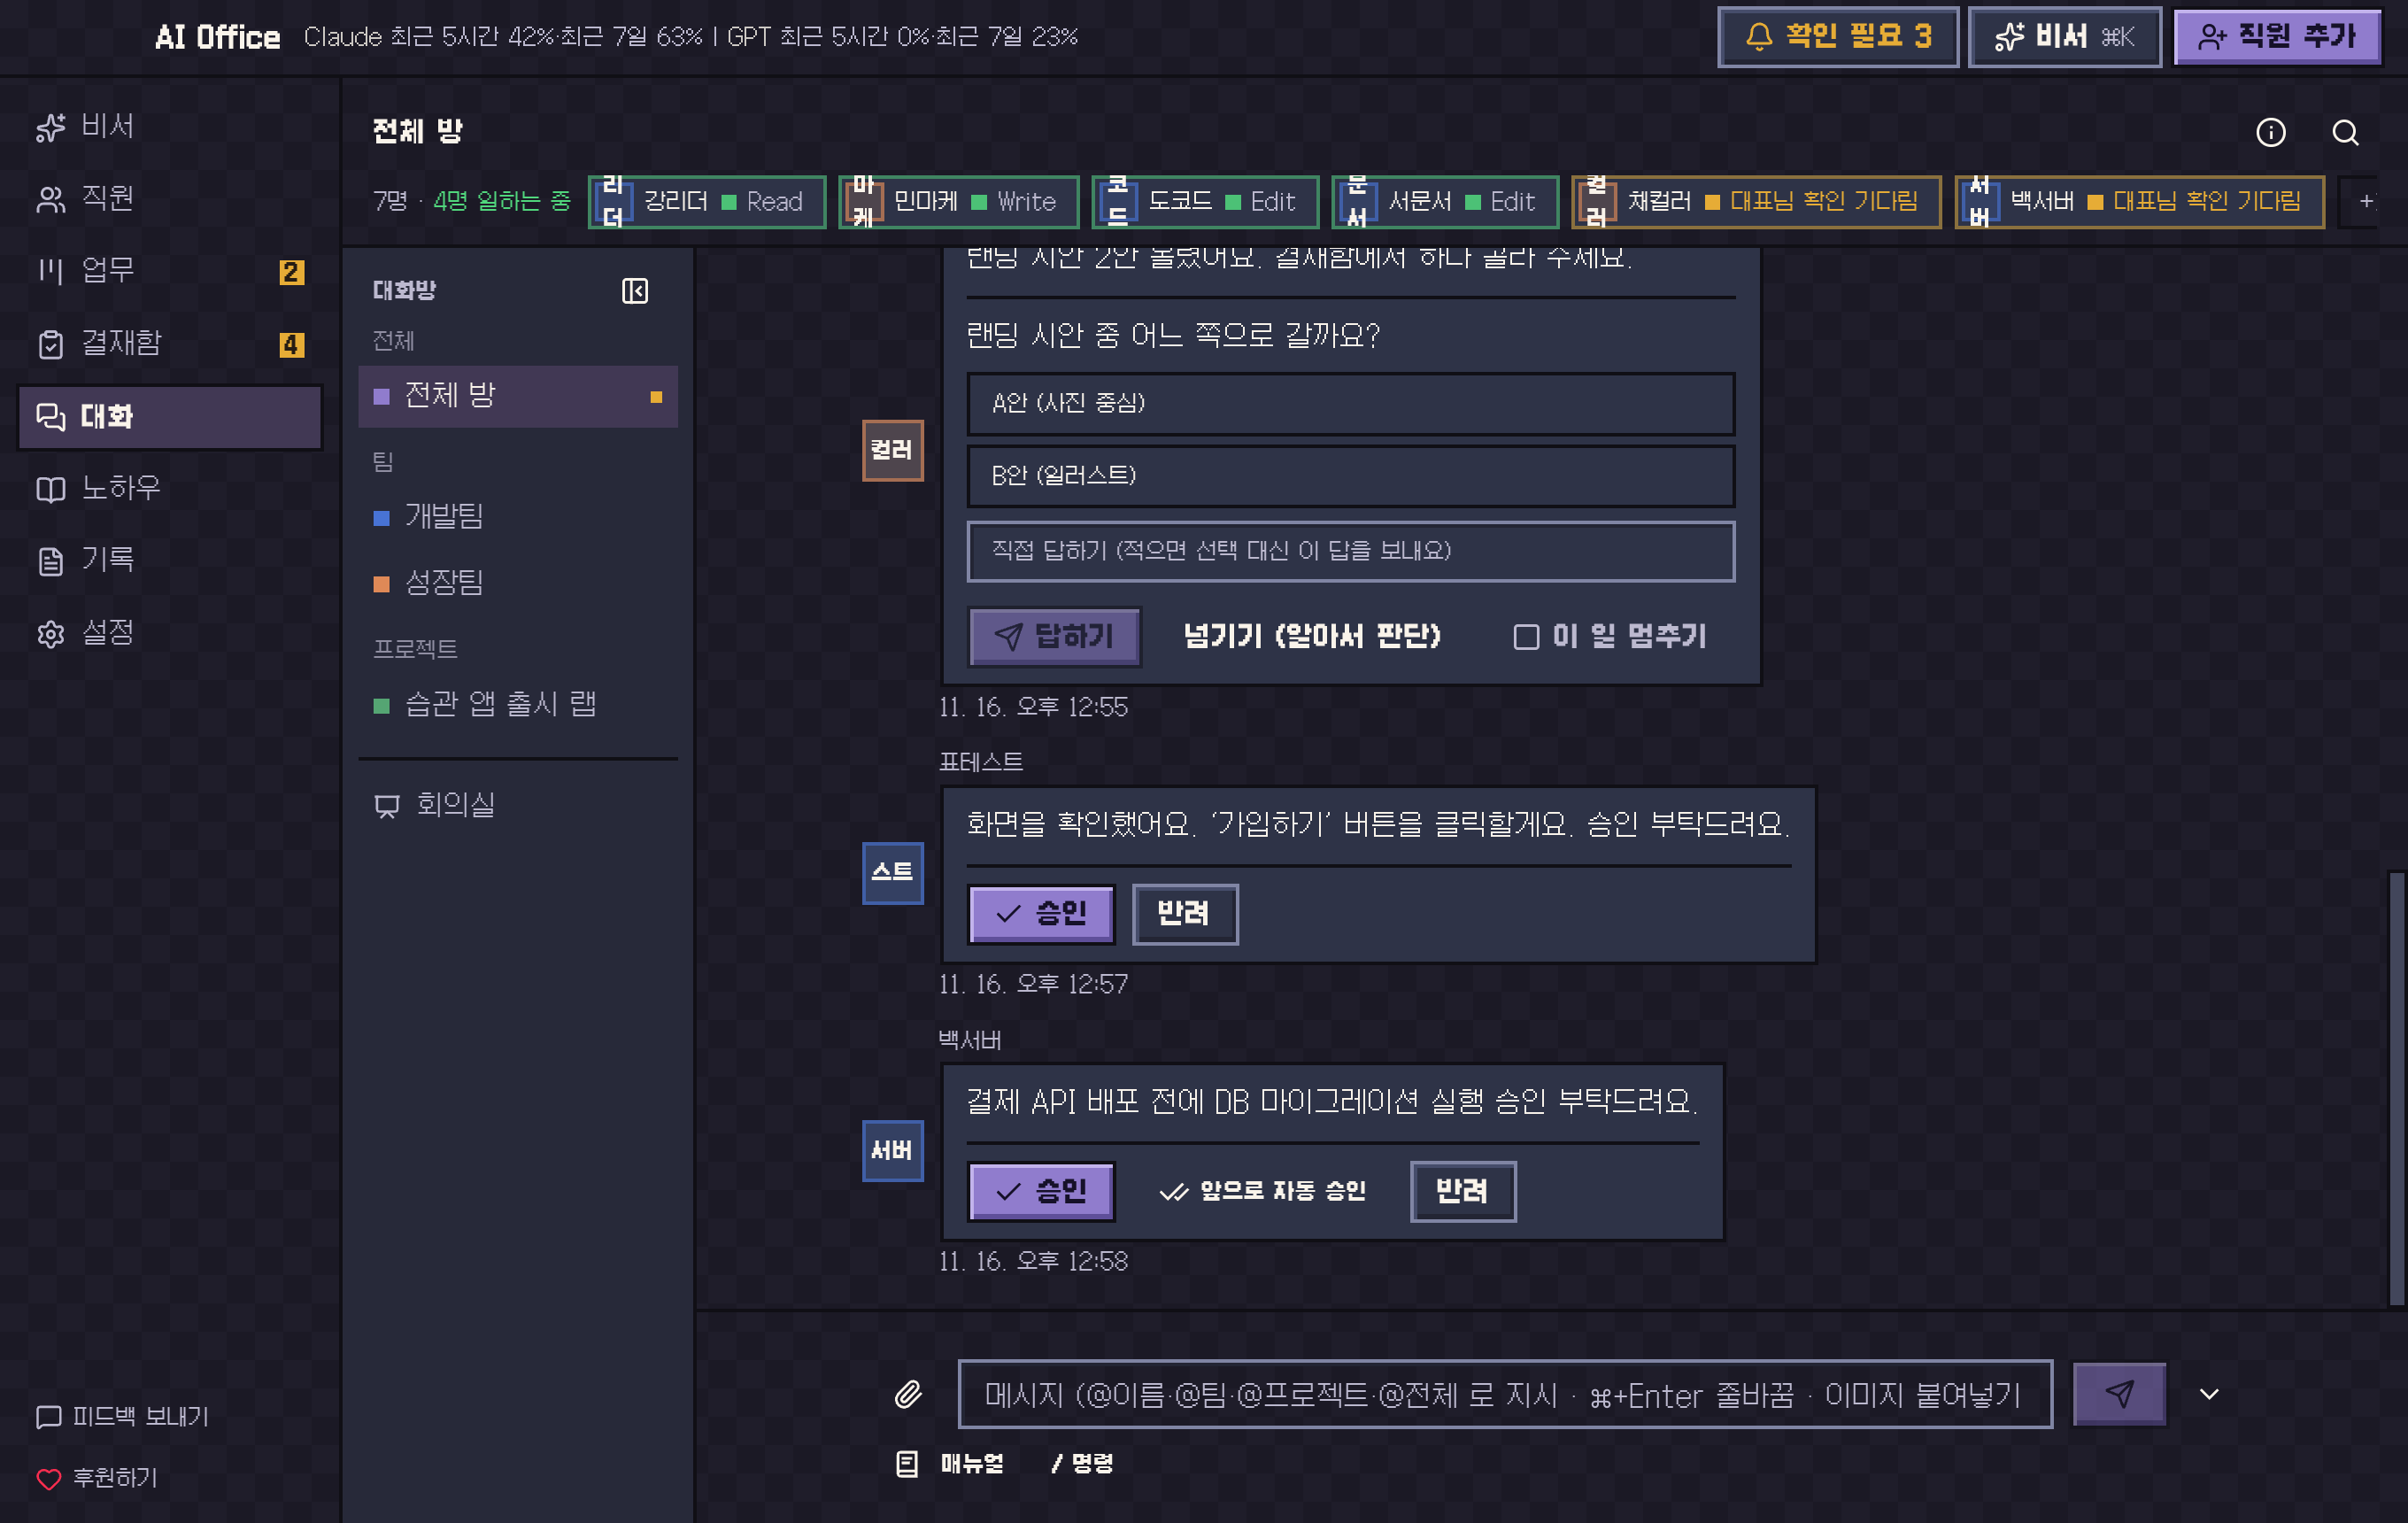 AI Office Claude 최근 5시간 42%·최근 7일 63% | GPT 최근 5시간 0%·최근 7일 23% 확인 필요 3 비서 ⌘K 직원 추가
비서
직원
업무 2
결재함 4
대화
노하우
기록
설정
피드백 보내기
후원하기
전체 방
7명 · 4명 일하는 중
리더 강리더 Read
마케 민마케 Write
코드 도코드 Edit
문서 서문서 Edit
컬러 채컬러 대표님 확인 기다림
서버 백서버 대표님 확인 기다림
+
대화방
전체
전체 방
팀
개발팀
성장팀
프로젝트
습관 앱 출시 랩
회의실
랜딩 시안 2안 올렸어요. 결재함에서 하나 골라 주세요.
랜딩 시안 중 어느 쪽으로 갈까요?
A안 (사진 중심)
컬러
B안 (일러스트)
직접 답하기 (적으면 선택 대신 이 답을 보내요)
답하기 넘기기 (알아서 판단) 이 일 멈추기
11. 16. 오후 12:55
표테스트
화면을 확인했어요. ‘가입하기’ 버튼을 클릭할게요. 승인 부탁드려요.
스트
승인 반려
11. 16. 오후 12:57
백서버
결제 API 배포 전에 DB 마이그레이션 실행 승인 부탁드려요.
서버
승인 앞으로 자동 승인 반려
11. 16. 오후 12:58
메시지 (@이름·@팀·@프로젝트·@전체 로 지시 · ⌘+Enter 줄바꿈 · 이미지 붙여넣기
매뉴얼 / 명령